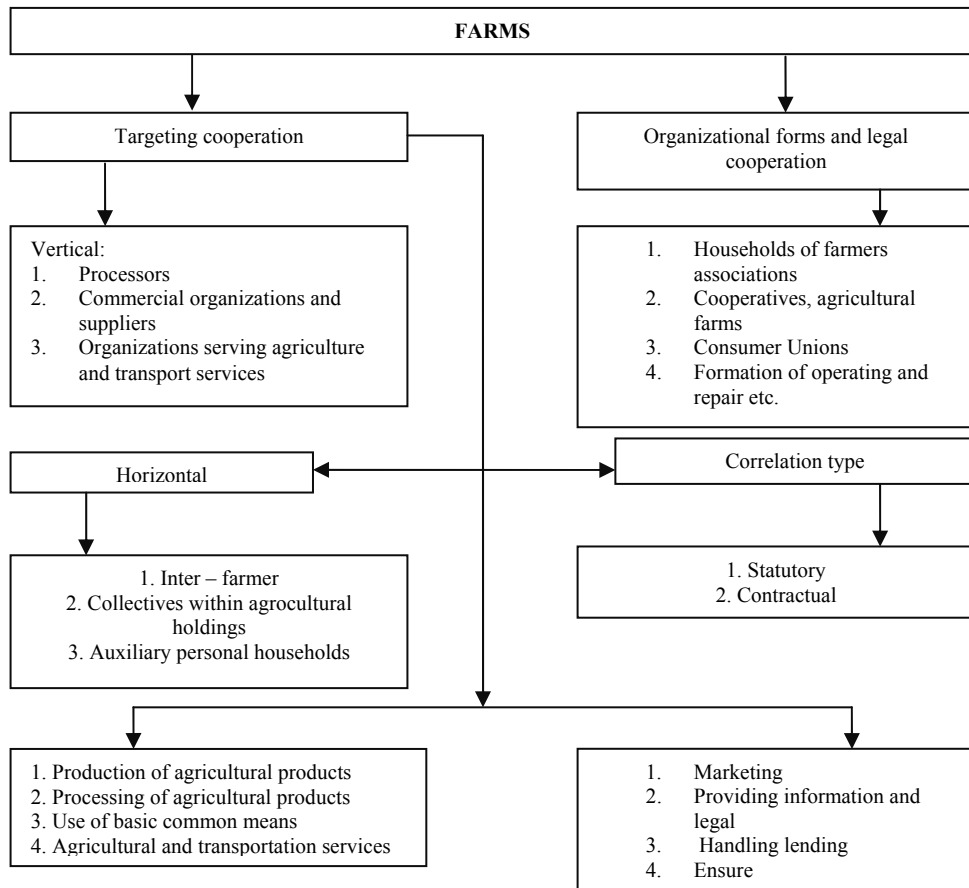 FARMS
Targeting cooperation
Organizational forms and legal
cooperation
Vertical:
1. Processors
2. Commercial organizations and
suppliers
3. Organizations serving agriculture
and transport services
1. Households of farmers
associations
2. Cooperatives, agricultural
farms
3. Consumer Unions
4. Formation of operating and
repair etc.
Horizontal
Correlation type
1. Inter – farmer
2. Collectives within agrocultural
holdings
3. Auxiliary personal households
1. Statutory
2. Contractual
1. Production of agricultural products
2. Processing of agricultural products
3. Use of basic common means
4. Agricultural and transportation services
1. Marketing
2. Providing information and
legal
3. Handling lending
4. Ensure